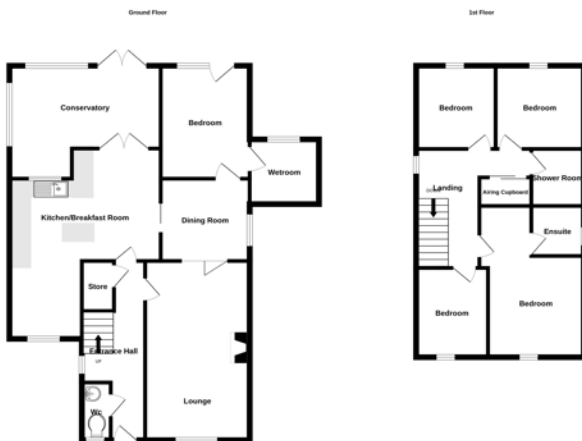 Ground Floor
Conservatory
Bedroom
Wetroom
Kitchen/Breakfast Room
Dining Room
Store
UP
Entrance Hall
Lounge
Wc
1st Floor
Bedroom
Bedroom
Landing
DOWN
Shower Room
Airing Cupboard
Ensuite
Bedroom
Bedroom